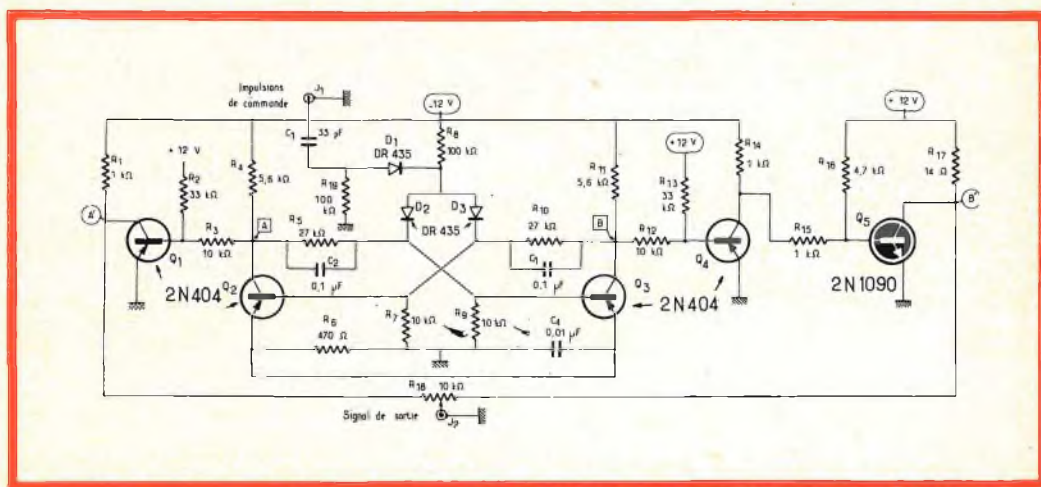 Impulsions
de commande
J1
-12 V
+ 12 V
C1
33 pF
R8
100 kΩ
D1
DR 435
R1
1 kΩ
+ 12 V
R2
33 kΩ
R4
5,6 kΩ
R19
100
kΩ
D2
D3
DR 435
R11
5,6 kΩ
+12 V
R13
33
kΩ
R14
1 kΩ
R16
4,7 kΩ
R17
14 Ω
A'
R3
10 kΩ
A
R5
27 kΩ
C2
0,1 µF
R10
27 kΩ
C1
0,1 µF
B
R12
10 kΩ
R15
1 kΩ
B'
Q1
Q2
Q3
Q4
Q5
2N404
2N404
2N1090
R6
470 Ω
R7
10 kΩ
R9
10 kΩ
C4
0,01 µF
R18 10 kΩ
Signal de sortie
J2